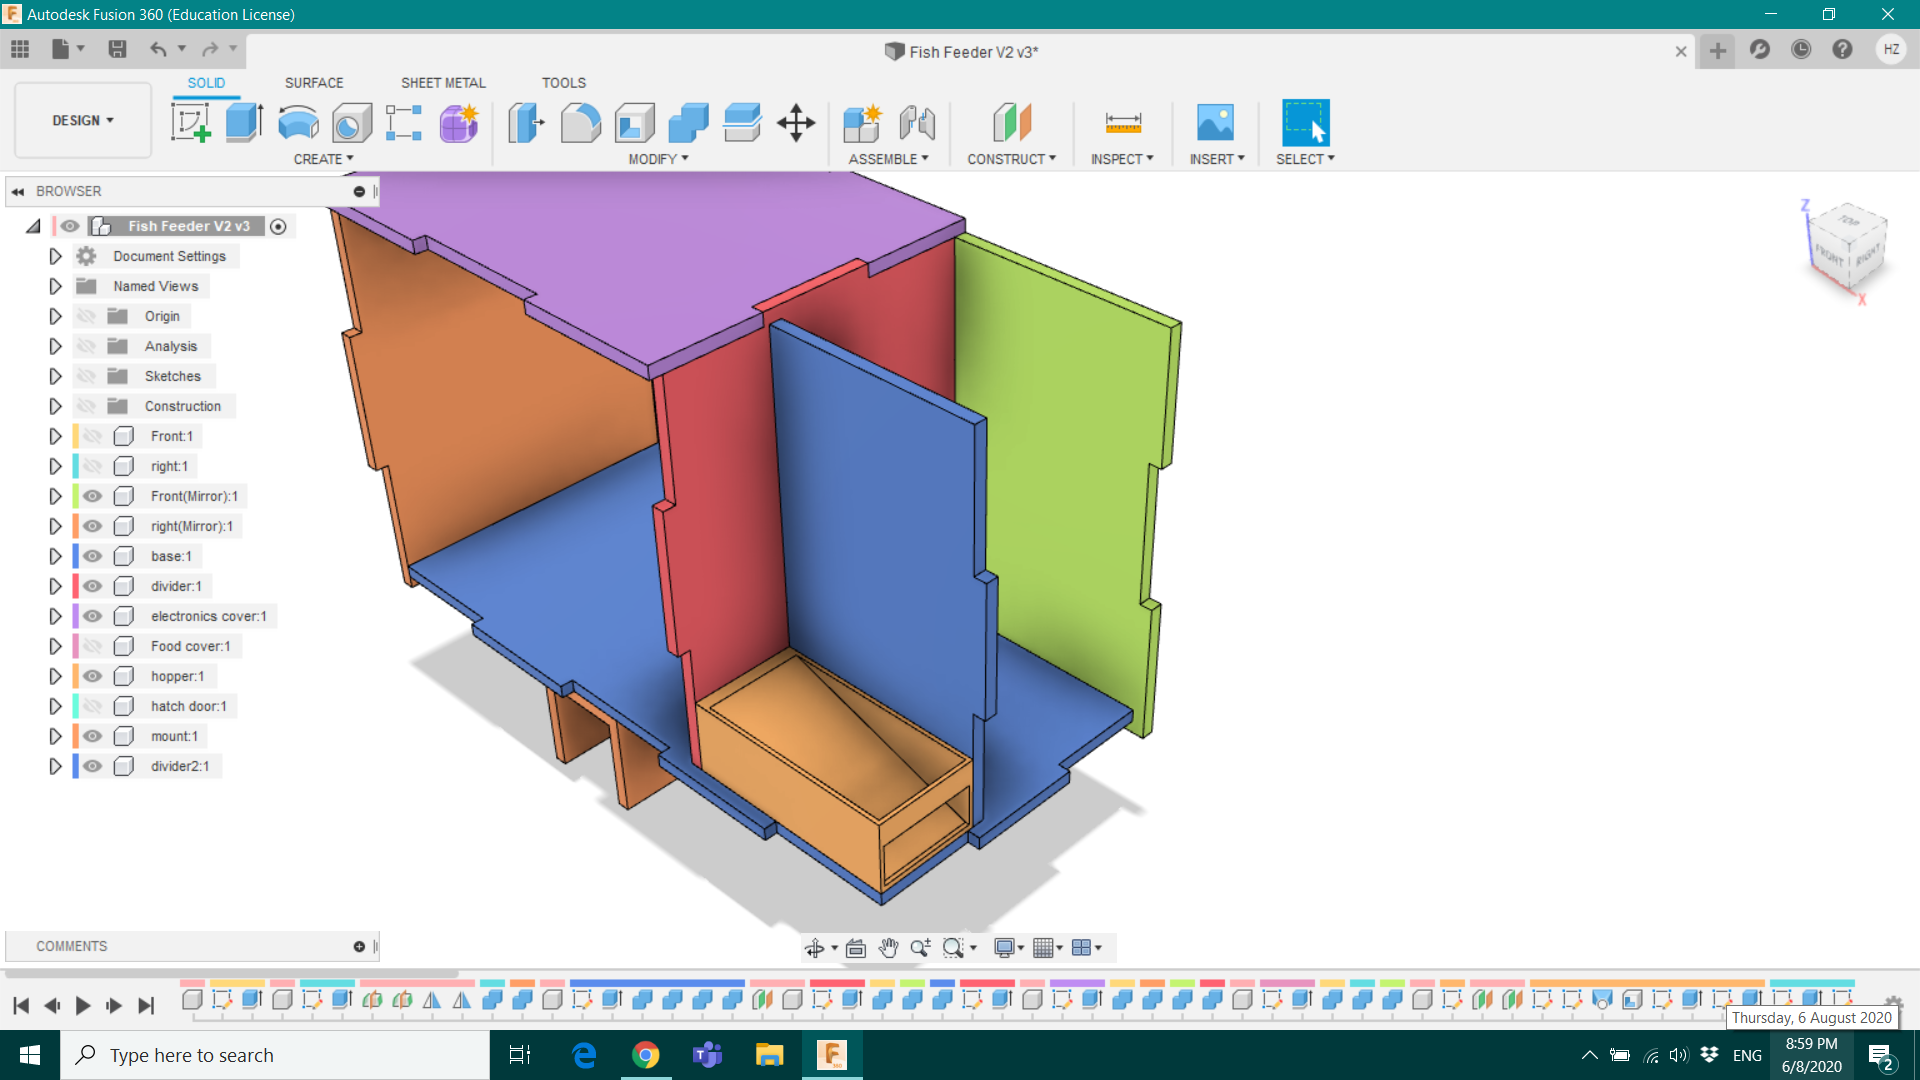 Autodesk Fusion 360 (Education License)
Fish Feeder V2 v3*
HZ
SOLID SURFACE SHEET METAL TOOLS
DESIGN
CREATE MODIFY ASSEMBLE CONSTRUCT INSPECT INSERT SELECT
BROWSER
Fish Feeder V2 v3
Document Settings
Named Views
Origin
Analysis
Sketches
Construction
Front:1
right:1
Front(Mirror):1
right(Mirror):1
base:1
divider:1
electronics cover:1
Food cover:1
hopper:1
hatch door:1
mount:1
divider2:1
Z
TOP
FRONT
RIGHT
X
COMMENTS
Thursday, 6 August 2020
Type here to search
ENG
8:59 PM
6/8/2020
2